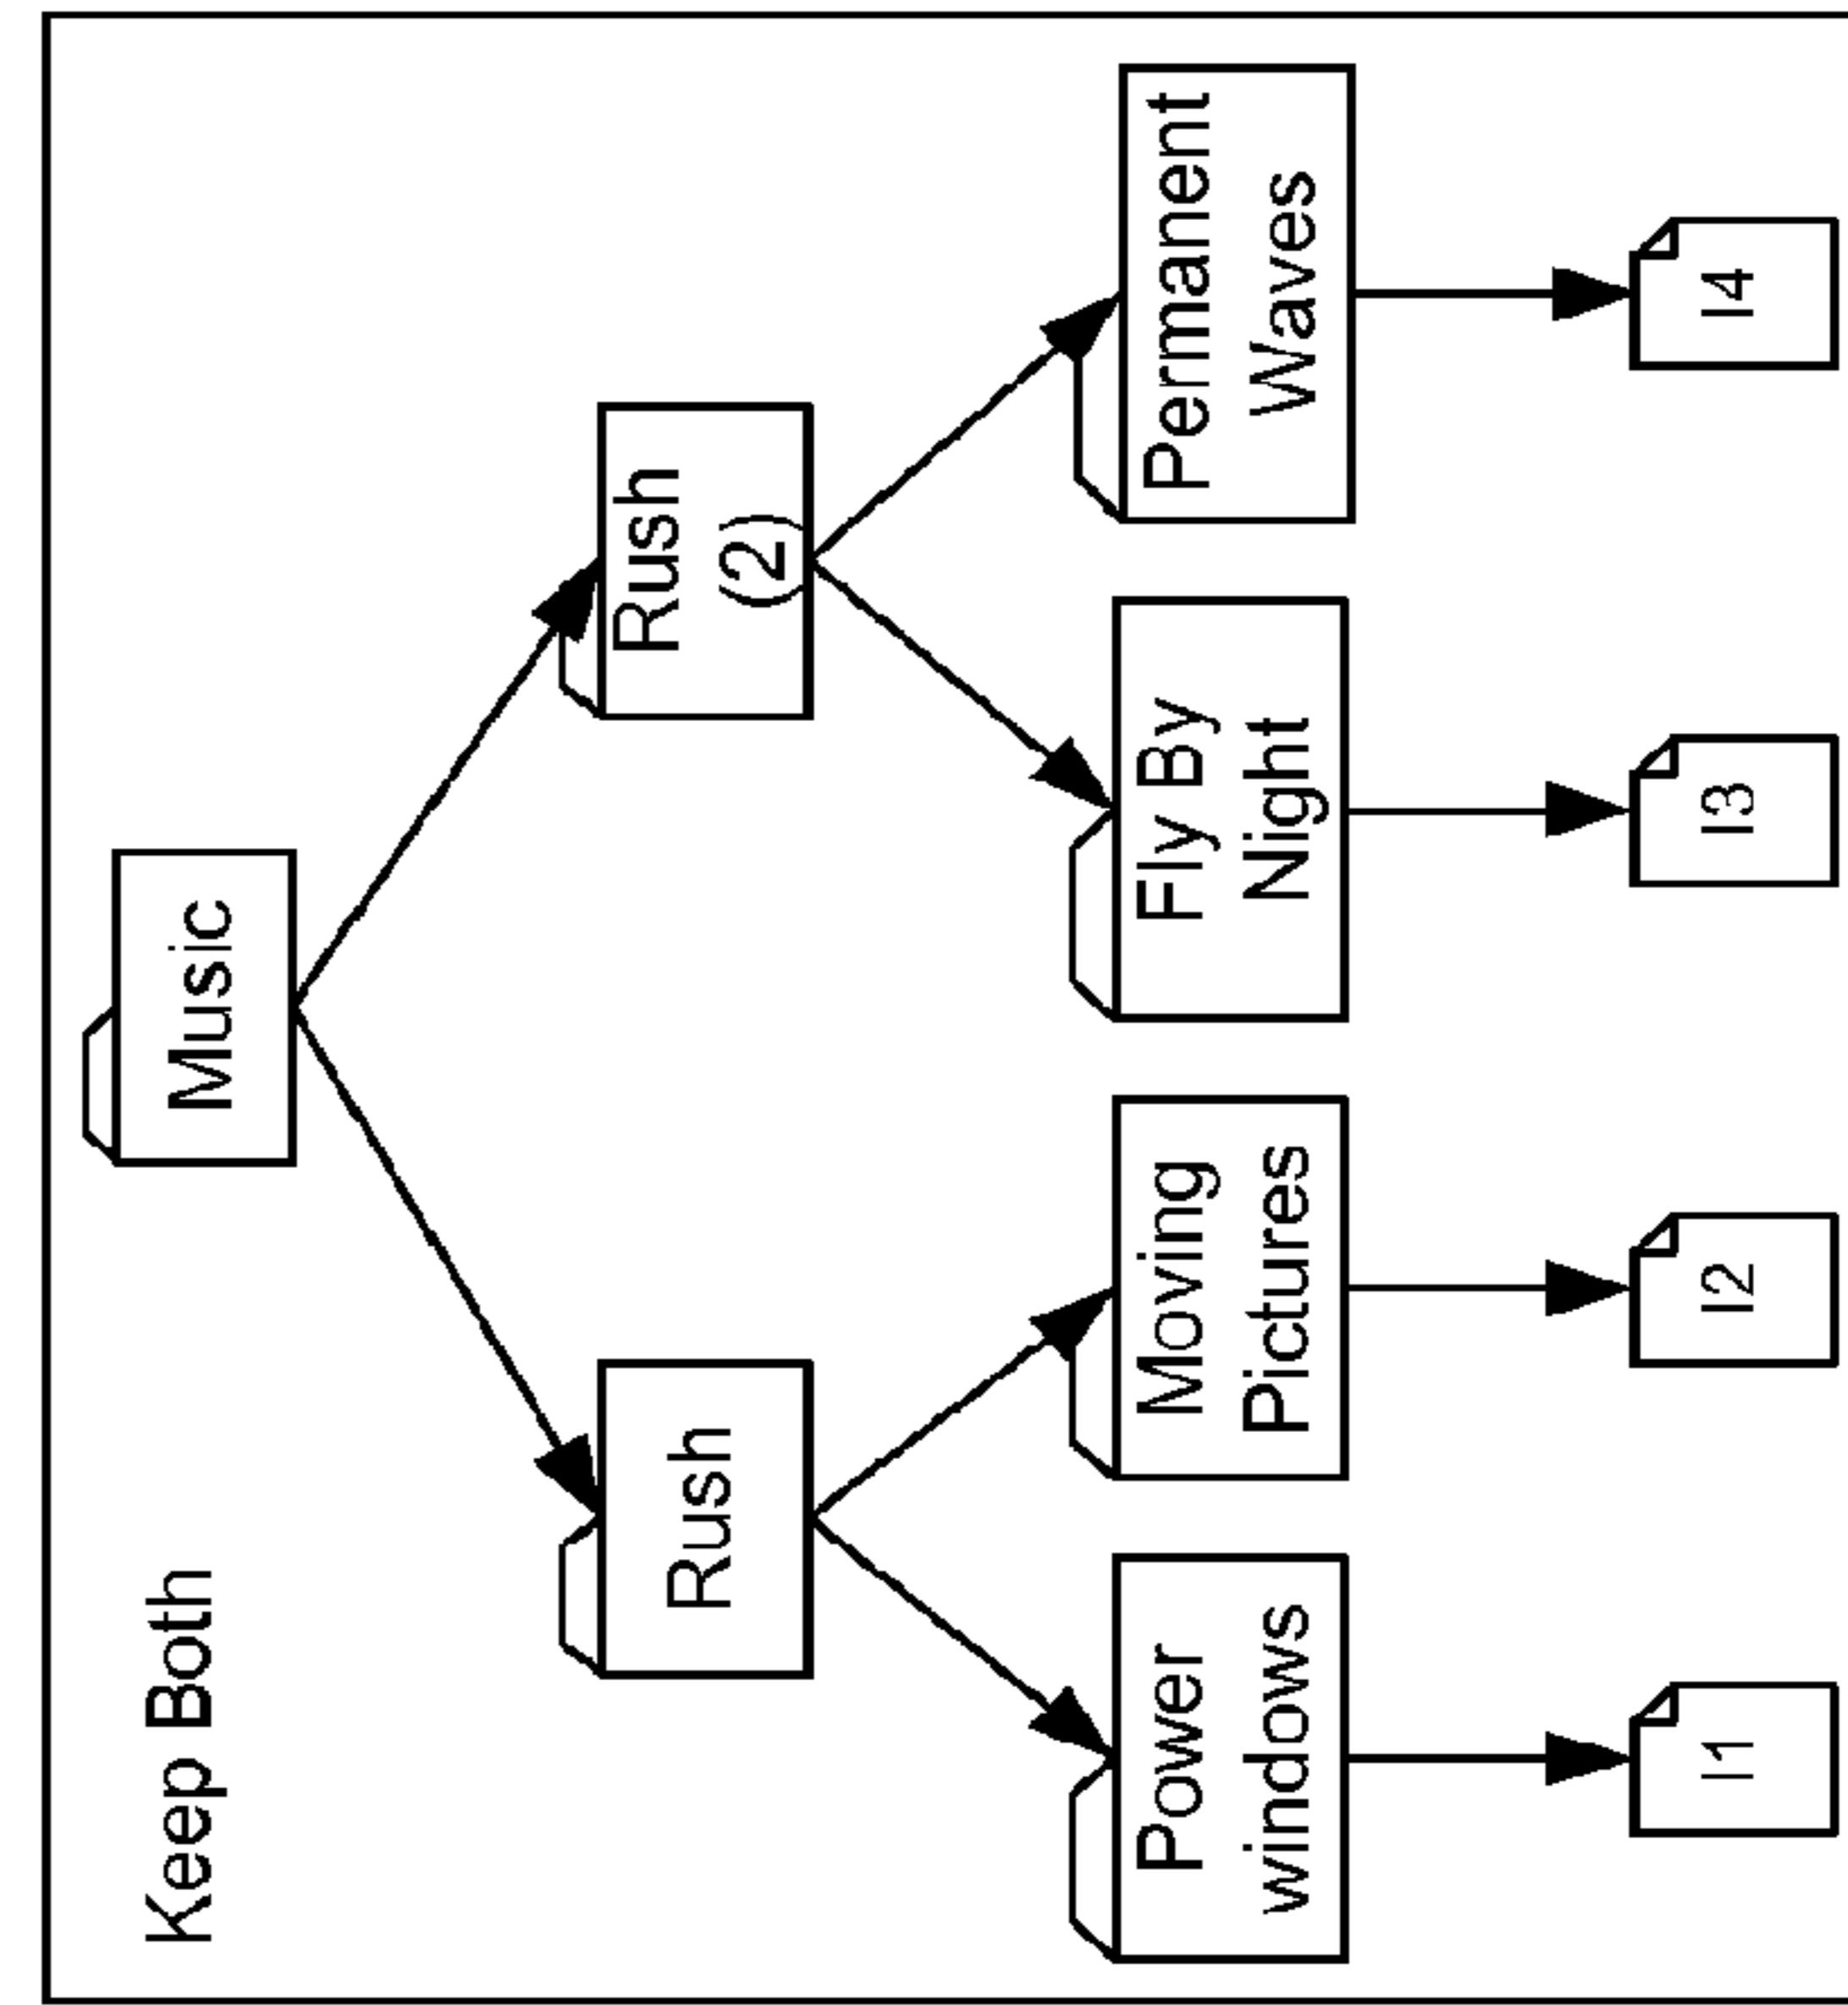 Keep Both
Music
Rush
Rush
(2)
Power
windows
Moving
Pictures
Fly By
Night
Permanent
Waves
I1
I2
I3
I4